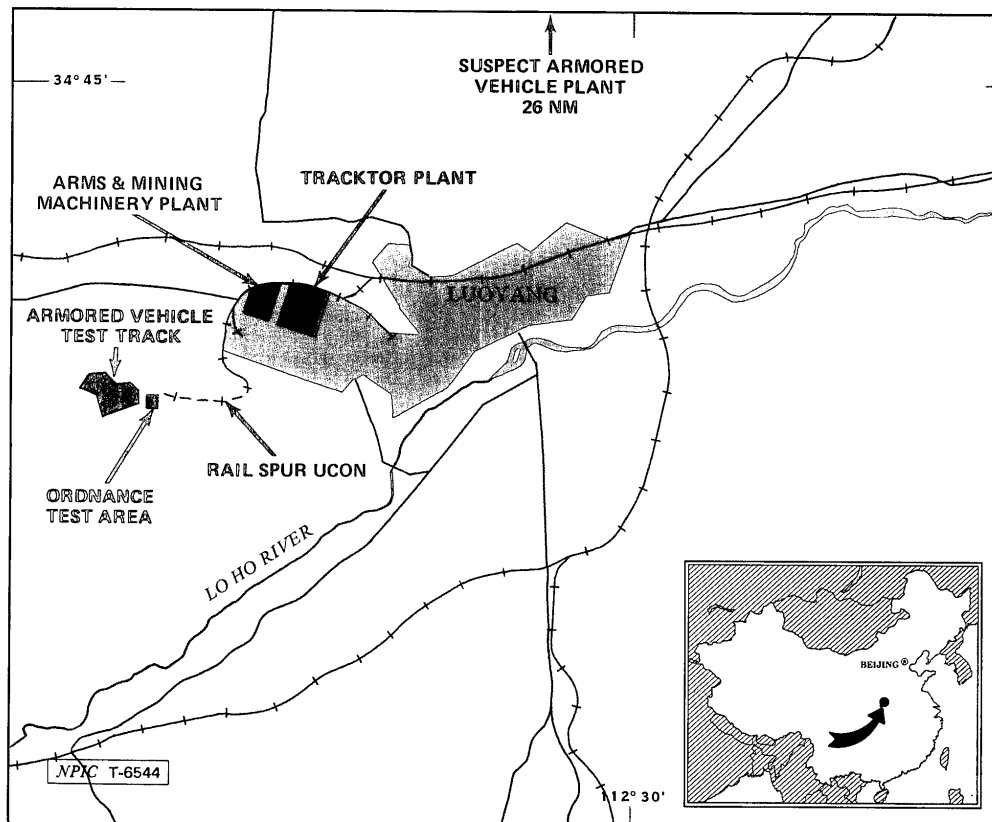 34° 45'
SUSPECT ARMORED
VEHICLE PLANT
26 NM
ARMS & MINING
MACHINERY PLANT
TRACKTOR PLANT
LUOYANG
ARMORED VEHICLE
TEST TRACK
RAIL SPUR UCON
ORDNANCE
TEST AREA
LO HO RIVER
BEIJING
NPIC T-6544
112° 30'